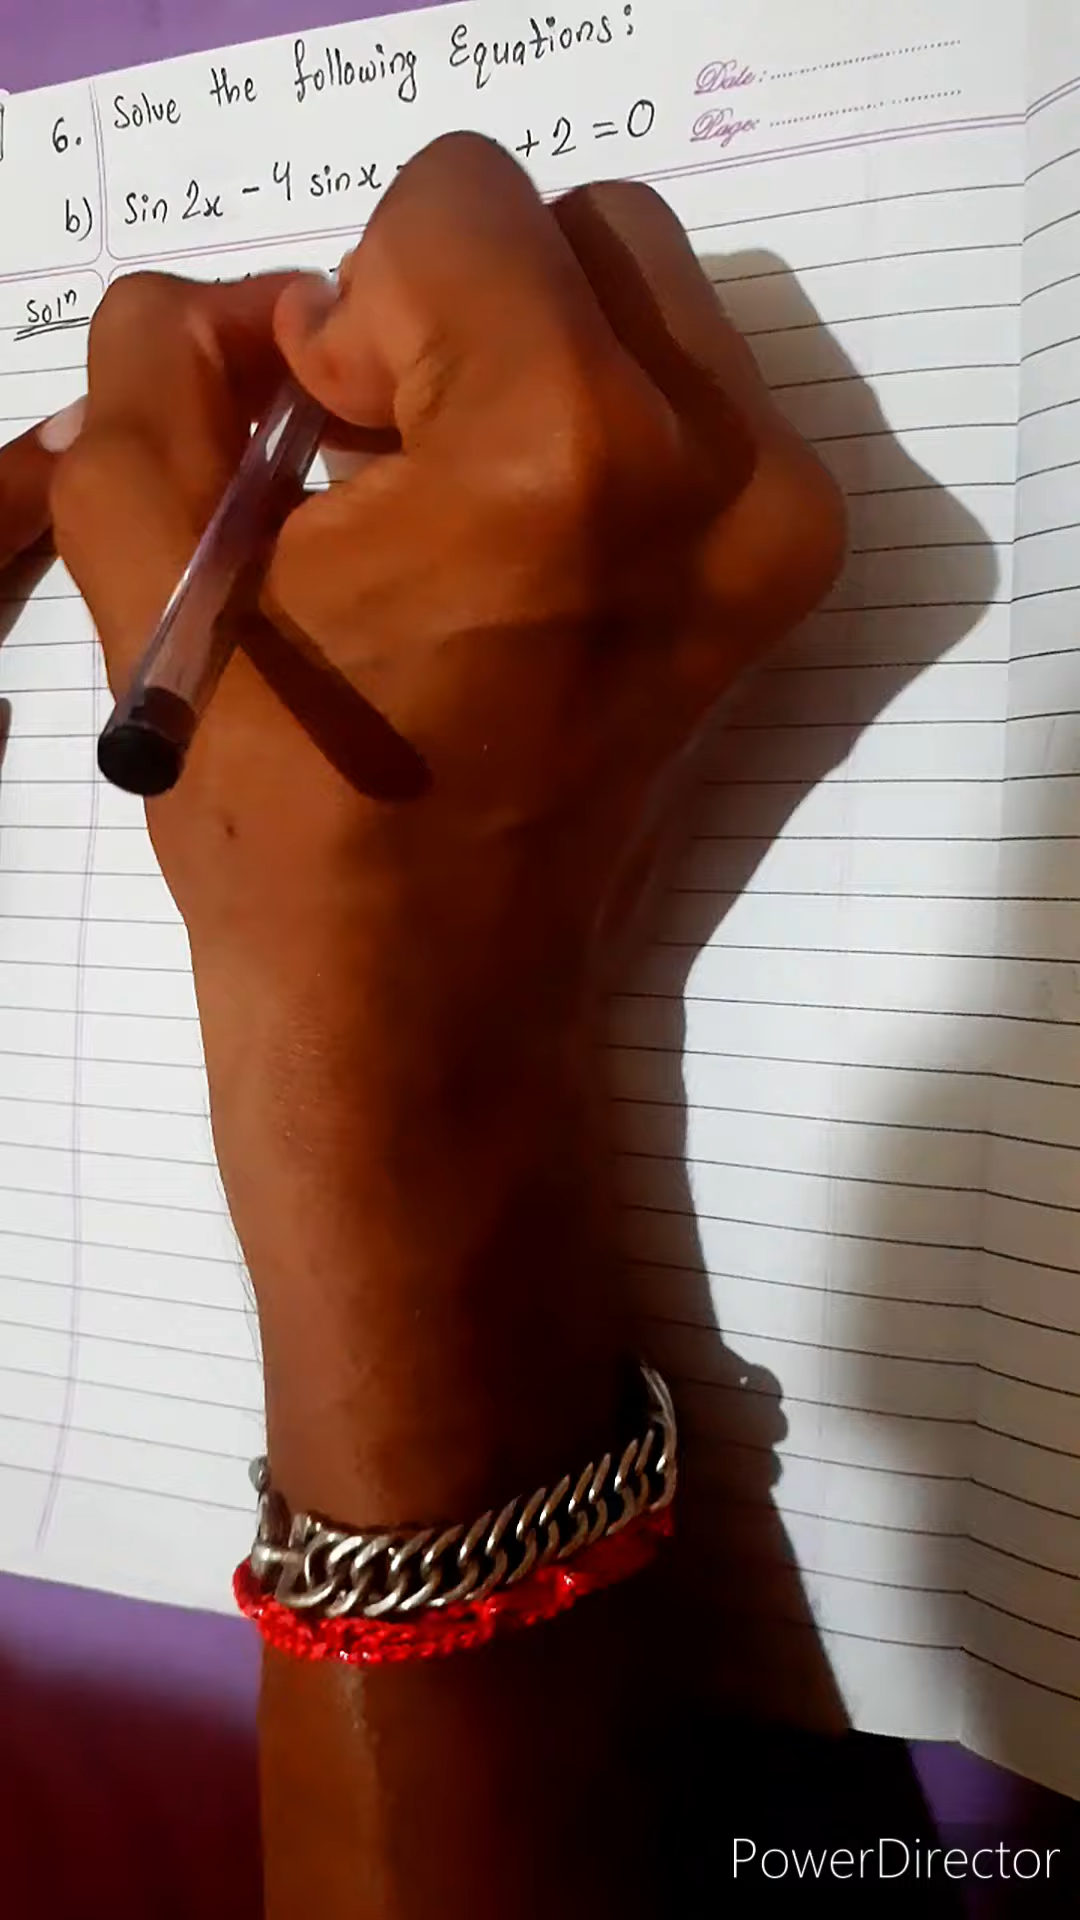 Solve the following Equations:
6.
Date:
Page:
b) Sin 2x - 4 sin x - + 2 = 0
Solⁿ
PowerDirector